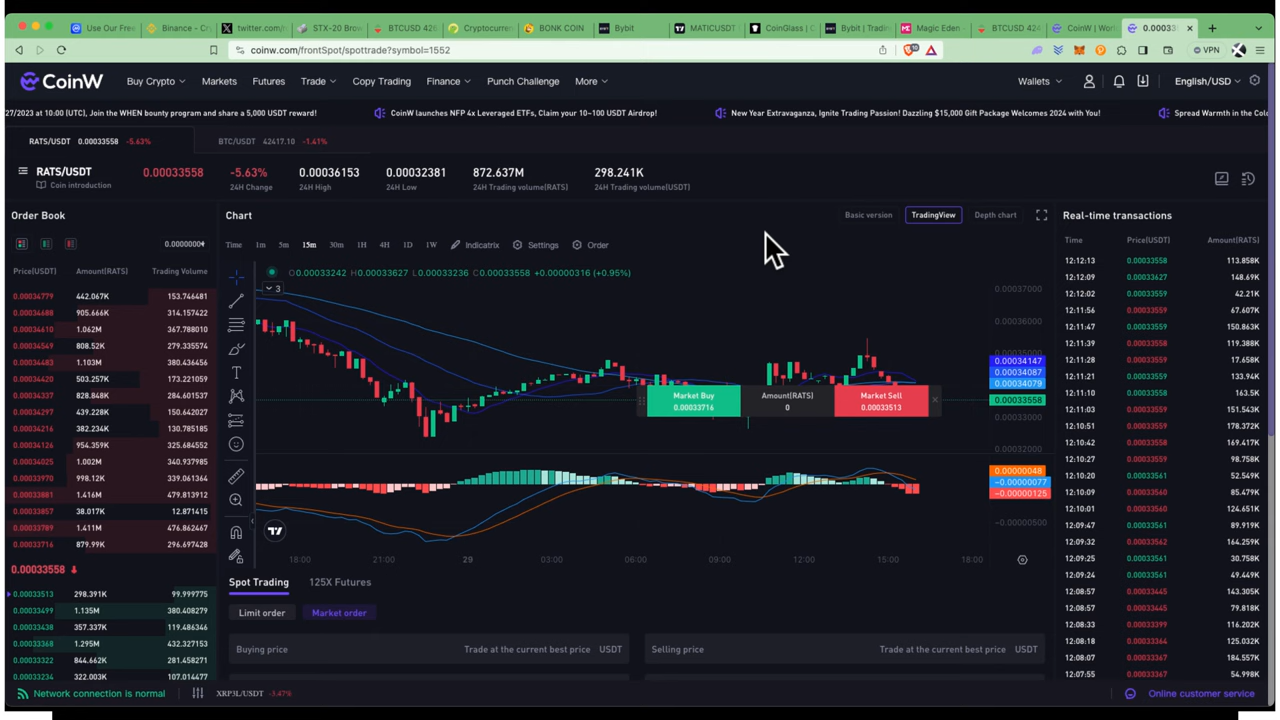 Use Our Free
Binance - Cry
twitter.com/i
STX-20 Brow
BTCUSD 426
Cryptocurren
BONK COIN
Bybit
MATICUSDT
CoinGlass | C
Bybit | Tradin
Magic Eden -
BTCUSD 424
CoinW | Worl
0.00033
coinw.com/frontSpot/spottrade?symbol=1552
VPN
CoinW
Buy Crypto
Markets
Futures
Trade
Copy Trading
Finance
Punch Challenge
More
Wallets
English/USD
27/2023 at 10:00 [UTC], Join the WHEN bounty program and share a 5,000 USDT reward!
CoinW launches NFP 4x Leveraged ETFs, Claim your 10~100 USDT Airdrop!
New Year Extravaganza, Ignite Trading Passion! Dazzling $15,000 Gift Package Welcomes 2024 with You!
Spread Warmth in the Col
RATS/USDT 0.00033558 -5.63%
BTC/USDT 42417.10 -1.41%
RATS/USDT
Coin introduction
0.00033558
-5.63%
24H Change
0.00036153
24H High
0.00032381
24H Low
872.637M
24H Trading volume(RATS)
298.241K
24H Trading volume(USDT)
Order Book
0.0000000
Price(USDT) Amount(RATS) Trading Volume
0.00034779 442.067K 153.746481
0.00034688 905.666K 314.157422
0.00034610 1.062M 367.788010
0.00034549 808.52K 279.335574
0.00034483 1.103M 380.436456
0.00034420 503.257K 173.221059
0.00034347 828.848K 284.601537
0.00034297 439.228K 150.642027
0.00034216 382.234K 130.785185
0.00034126 954.359K 325.684552
0.00034025 1.002M 340.937985
0.00033970 998.12K 339.061364
0.00033881 1.416M 479.813912
0.00033857 38.017K 12.871415
0.00033789 1.411M 476.862467
0.00033716 879.99K 296.697428
0.00033558
0.00033513 298.391K 99.999775
0.00033499 1.135M 380.408279
0.00033438 357.337K 119.486346
0.00033368 1.295M 432.327153
0.00033322 844.662K 281.458271
322.003K 107.014477
Chart
Basic version
TradingView
Depth chart
Time
1m
5m
15m
30m
1H
4H
1D
1W
Indicatrix
Settings
Order
O0.00033242 H0.00033627 L0.00033236 C0.00033558 +0.00000316 (+0.95%)
3
0.00037000
0.00036000
0.00034147
0.00034087
0.00034079
0.00033558
0.00033000
0.00032000
Market Buy
0.00033716
Amount(RATS)
0
Market Sell
0.00033513
0.00000048
−0.00000077
−0.00000125
−0.00000500
18:00
21:00
29
03:00
06:00
09:00
12:00
15:00
18:00
Spot Trading
125X Futures
Limit order
Market order
Buying price
Trade at the current best price USDT
Selling price
Trade at the current best price USDT
Real-time transactions
Time Price(USDT) Amount(RATS)
12:12:13 0.00033558 113.858K
12:12:09 0.00033627 148.69K
12:12:02 0.00033559 42.21K
12:11:56 0.00033559 67.607K
12:11:47 0.00033559 150.863K
12:11:39 0.00033558 119.388K
12:11:28 0.00033559 17.658K
12:11:21 0.00033558 133.94K
12:11:10 0.00033558 163.5K
12:11:03 0.00033559 151.543K
12:10:51 0.00033558 178.372K
12:10:42 0.00033558 169.417K
12:10:27 0.00033561 98.758K
12:10:20 0.00033561 52.549K
12:10:09 0.00033560 85.479K
12:10:01 0.00033560 124.651K
12:09:47 0.00033561 89.919K
12:09:32 0.00033558 164.259K
12:09:25 0.00033561 30.758K
12:09:24 0.00033561 49.449K
12:08:57 0.00033445 143.305K
12:08:57 0.00033445 79.818K
12:08:33 0.00033399 116.202K
12:08:18 0.00033364 125.032K
12:08:07 0.00033367 184.557K
12:07:55 0.00033367 54.998K
Network connection is normal
XRP3L/USDT -3.47%
Online customer service